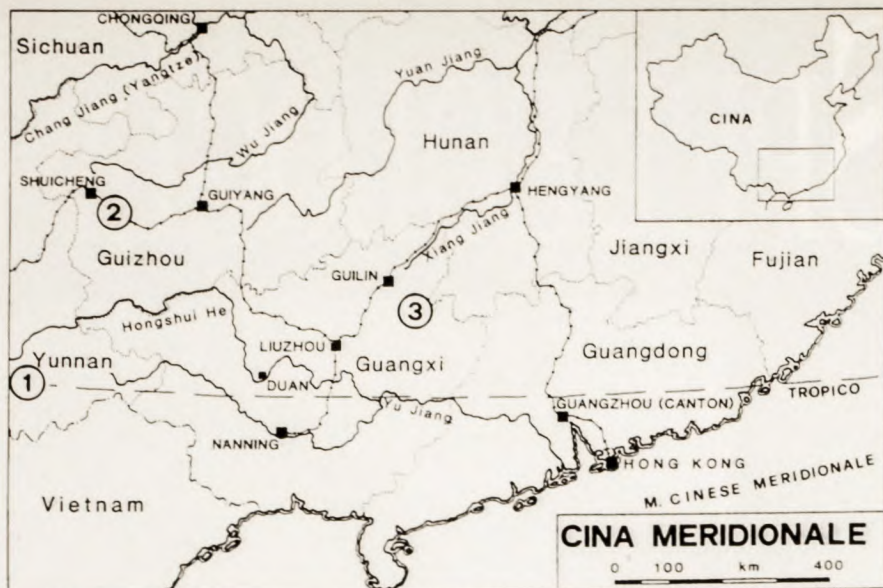 CHONGQING
Sichuan
Chang Jiang (Yangtze)
Yuan Jiang
Wu Jiang
Hunan
CINA
SHUICHENG
2
GUIYANG
HENGYANG
Xiang Jiang
Guizhou
Jiangxi
Fujian
GUILIN
3
Hongshui He
LIUZHOU
Guangxi
Guangdong
Yunnan
1
DUAN
TROPICO
Yu Jiang
GUANGZHOU (CANTON)
NANNING
HONG KONG
M. CINESE MERIDIONALE
Vietnam
CINA MERIDIONALE
0 100 km 400